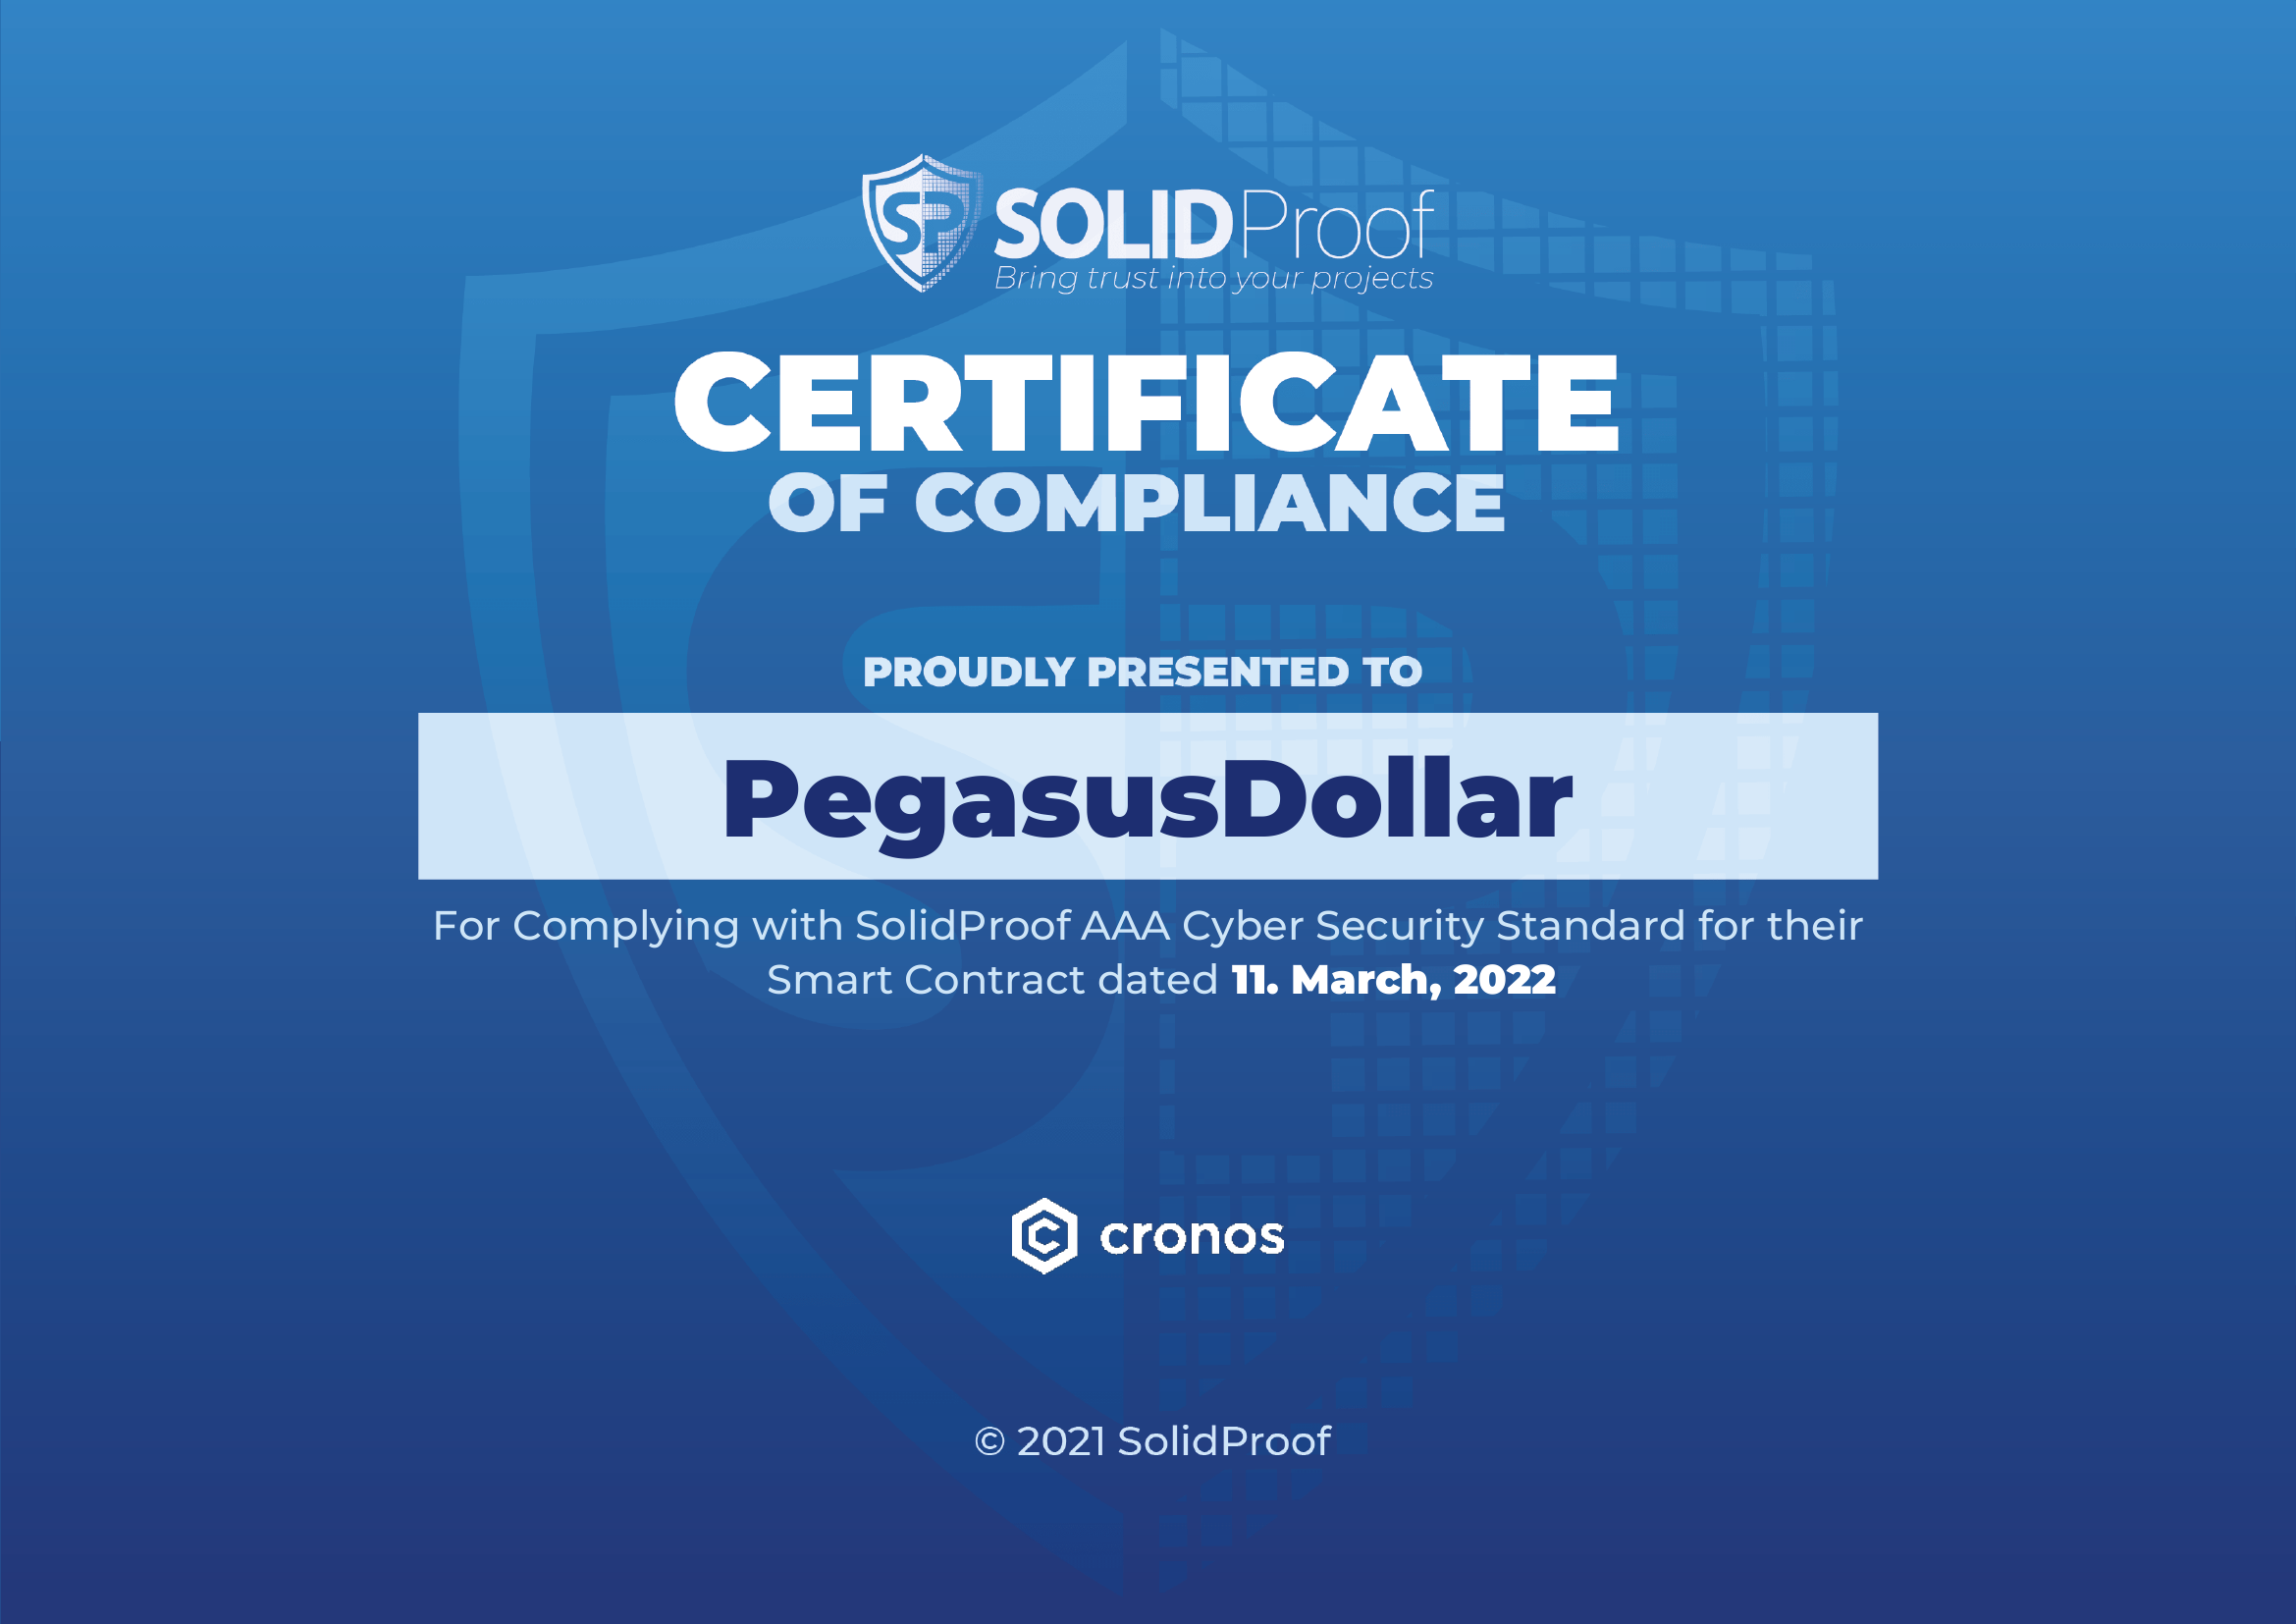 SP SOLIDProof
Bring trust into your projects
CERTIFICATE
OF COMPLIANCE
PROUDLY PRESENTED TO
PegasusDollar
For Complying with SolidProof AAA Cyber Security Standard for their
Smart Contract dated 11. March, 2022
cronos
© 2021 SolidProof